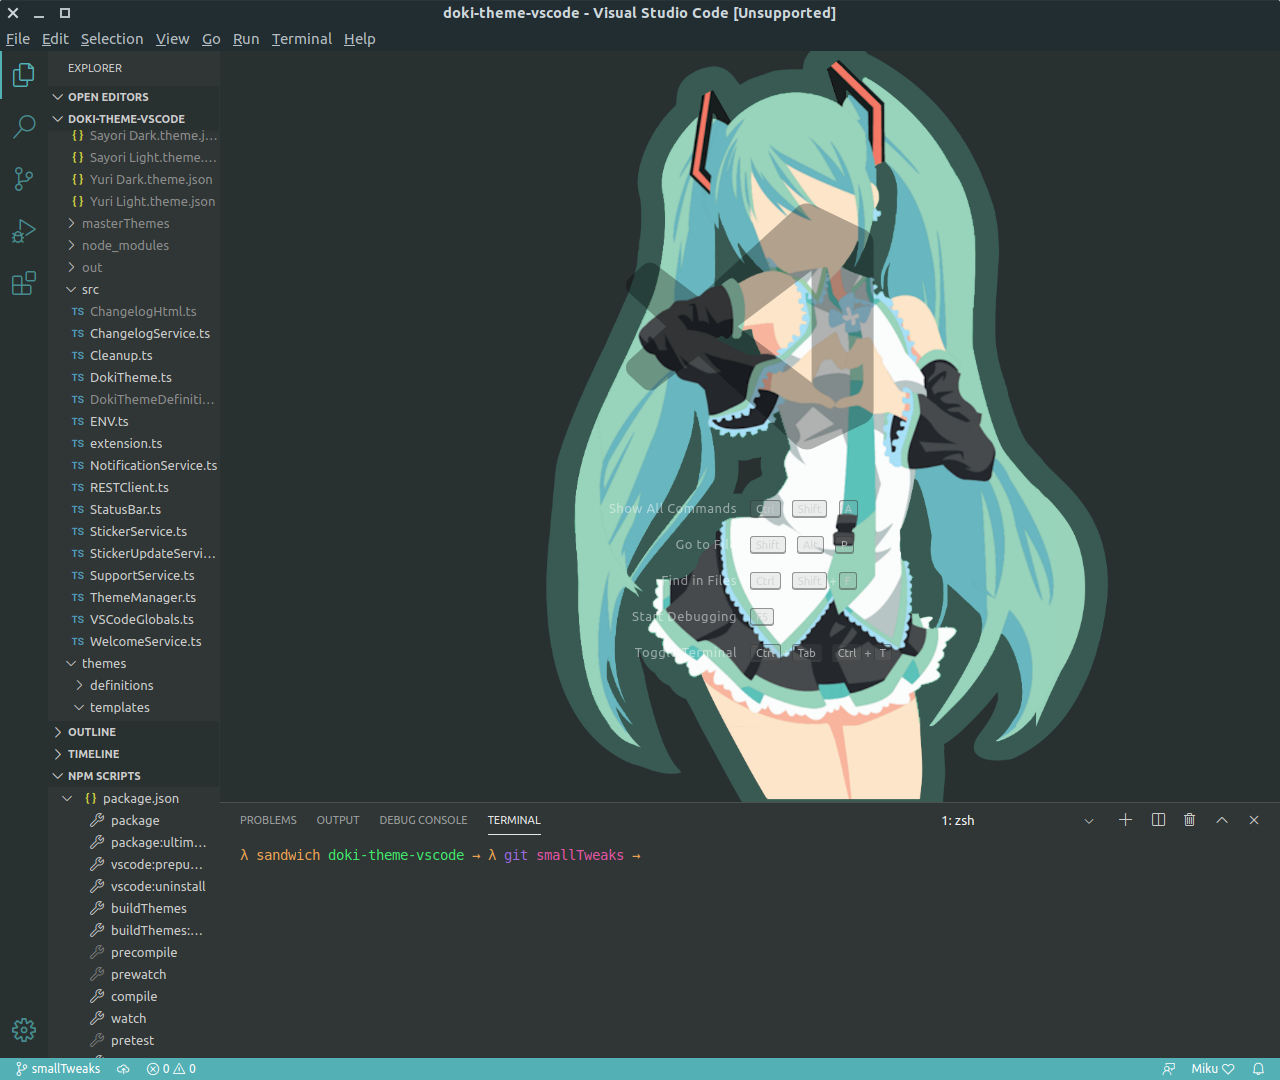 doki-theme-vscode - Visual Studio Code [Unsupported]
File Edit Selection View Go Run Terminal Help
EXPLORER
OPEN EDITORS
DOKI-THEME-VSCODE
{} Sayori Dark.theme.j...
{} Sayori Light.theme....
{} Yuri Dark.theme.json
{} Yuri Light.theme.json
masterThemes
node_modules
out
src
TS ChangelogHtml.ts
TS ChangelogService.ts
TS Cleanup.ts
TS DokiTheme.ts
TS DokiThemeDefiniti...
TS ENV.ts
TS extension.ts
TS NotificationService.ts
TS RESTClient.ts
TS StatusBar.ts
TS StickerService.ts
TS StickerUpdateServi...
TS SupportService.ts
TS ThemeManager.ts
TS VSCodeGlobals.ts
TS WelcomeService.ts
themes
definitions
templates
OUTLINE
TIMELINE
NPM SCRIPTS
{} package.json
package
package:ultim...
vscode:prepu...
vscode:uninstall
buildThemes
buildThemes:...
precompile
prewatch
compile
watch
pretest
Show All Commands Ctrl Shift A
Go to File Shift Alt P
Find in Files Ctrl Shift + F
Start Debugging F5
Toggle Terminal Ctrl Tab Ctrl + T
PROBLEMS OUTPUT DEBUG CONSOLE TERMINAL 1: zsh
λ sandwich doki-theme-vscode → λ git smallTweaks →
smallTweaks 0 0 Miku ♡